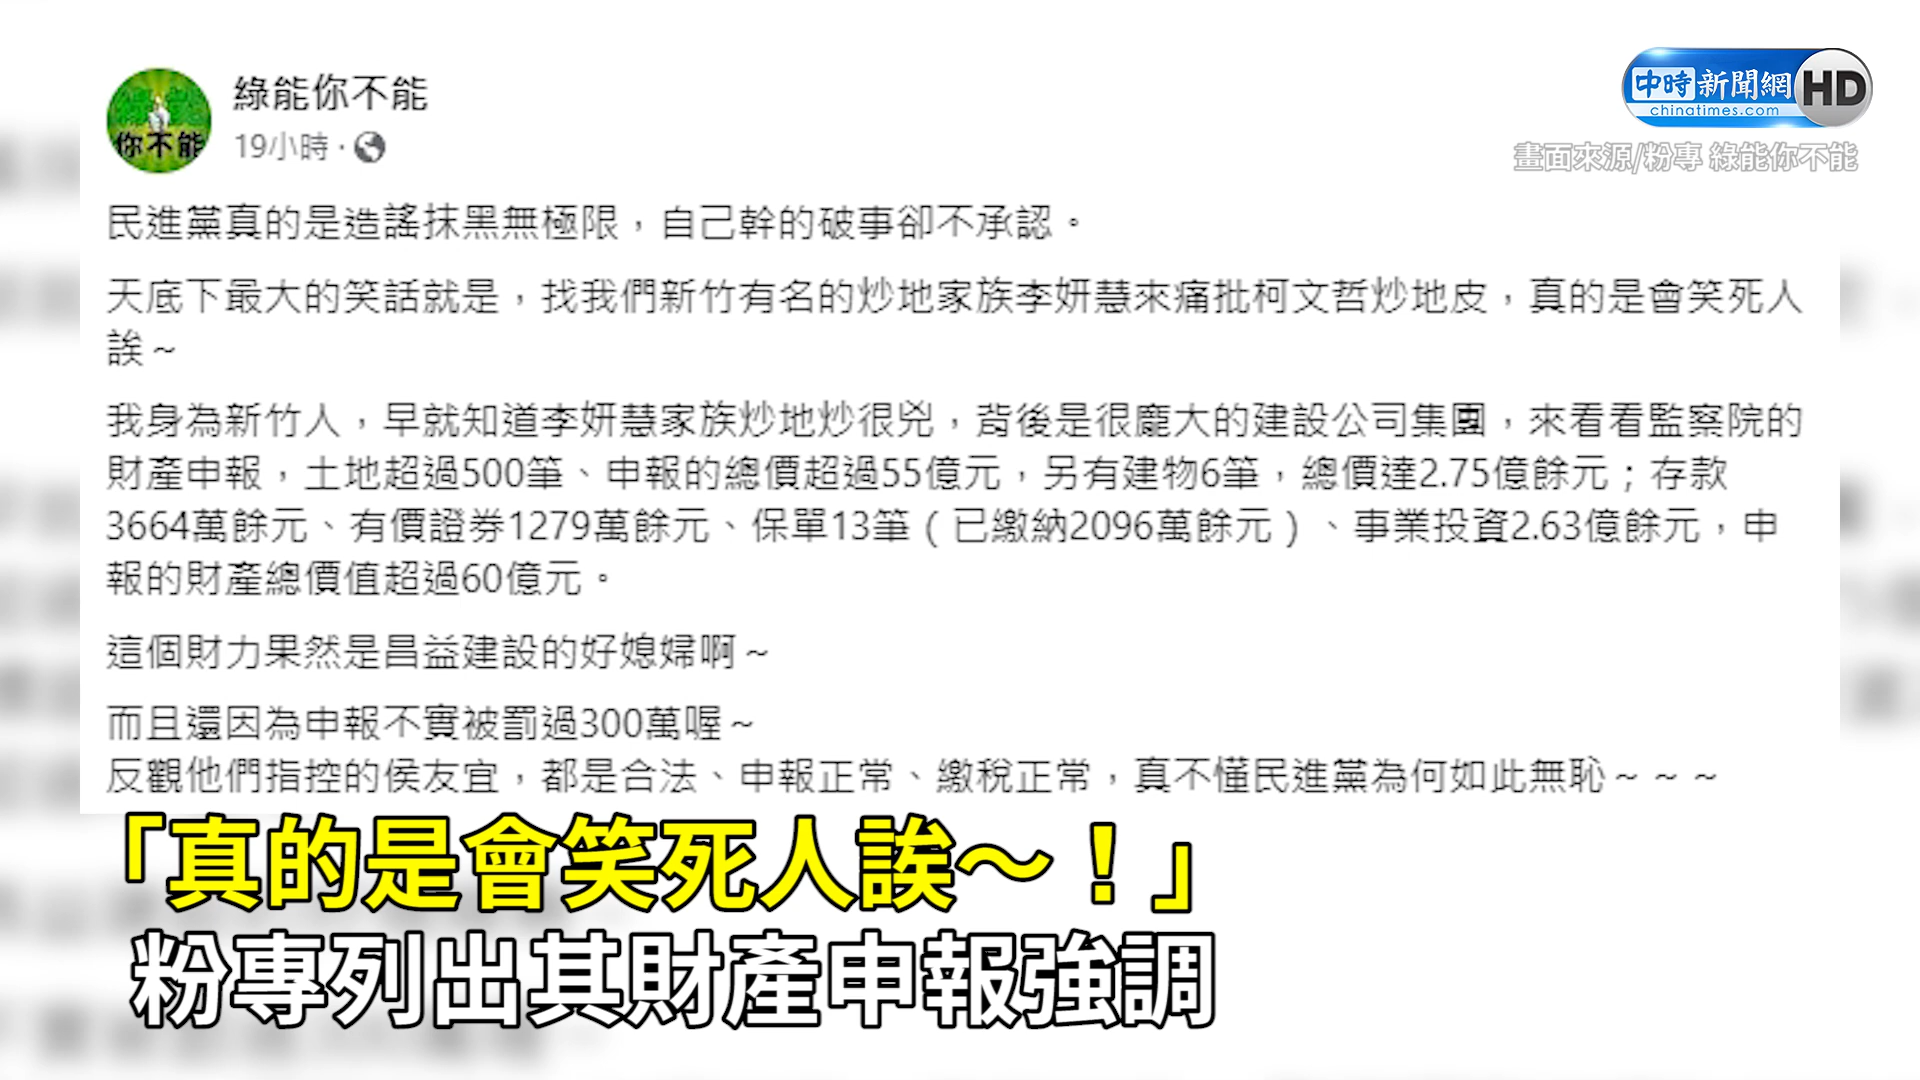 綠能你不能
19小時·
你不能
中時新聞網HD
chinatimes.com
畫面來源/粉專 綠能你不能
民進黨真的是造謠抹黑無極限，自己幹的破事卻不承認。
天底下最大的笑話就是，找我們新竹有名的炒地家族李妍慧來痛批柯文哲炒地皮，真的是會笑死人
誒～
我身為新竹人，早就知道李妍慧家族炒地炒很兇，背後是很龐大的建設公司集團，來看看監察院的
財產申報，土地超過500筆、申報的總價超過55億元，另有建物6筆，總價達2.75億餘元；存款
3664萬餘元、有價證券1279萬餘元、保單13筆（已繳納2096萬餘元）、事業投資2.63億餘元，申
報的財產總價值超過60億元。
這個財力果然是昌益建設的好媳婦啊～
而且還因為申報不實被罰過300萬喔～
反觀他們指控的侯友宜，都是合法、申報正常、繳稅正常，真不懂民進黨為何如此無恥～～～
「真的是會笑死人誒～！」
粉專列出其財產申報強調